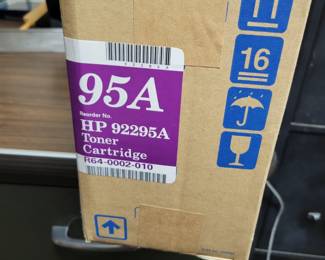 95A
Reorder No.
HP 92295A
Toner
Cartridge
R64-0002-010
16